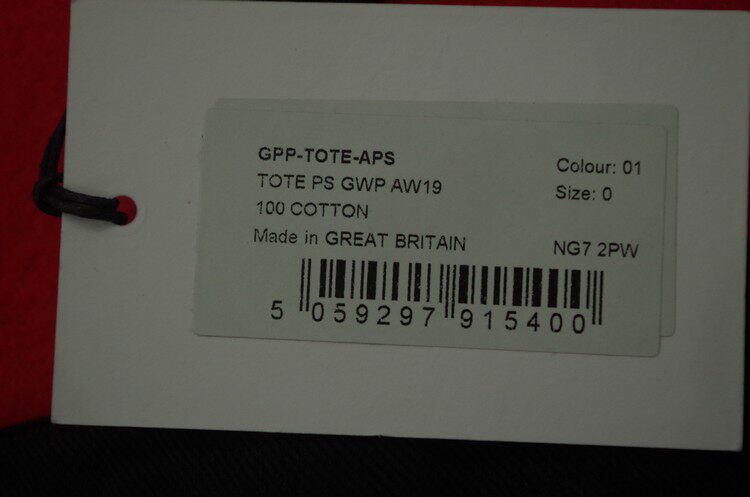 GPP-TOTE-APS
Colour: 01
TOTE PS GWP AW19
Size: 0
100 COTTON
Made in GREAT BRITAIN
NG7 2PW
5 059297 915400